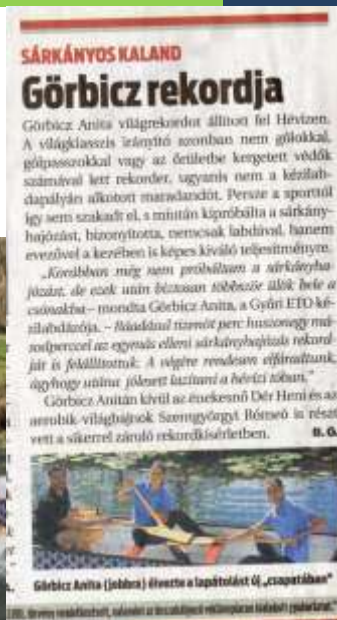 SÁRKÁNYOS KALAND
Görbicz rekordja
Görbicz Anita világrekordot állított fel Hévízen.
A világklasszis irányító azonban nem gólokkal,
gólpasszokkal vagy az őrületbe kergetett védők
számával lett rekorder, ugyanis nem a kézilab-
dapályán alkotott maradandót. Persze a sporttól
így sem szakadt el, s miután kipróbálta a sárkány-
hajózást, bizonyította, nemcsak labdával, hanem
evezővel a kezében is képes kiváló teljesítményre.
„Korábban még nem próbáltam a sárkányha-
józást, de ezek után biztosan többször ülök bele a
csónakba – mondta Görbicz Anita, a Győri ETO ké-
zilabdázója. – Ráadásul tizenöt perc huszonegy má-
sodperccel az egymás elleni sárkányhajózás rekord-
ját is felállítottuk. A végére rendesen elfáradtunk,
úgyhogy utána jólesett lazítani a hévízi tóban.”
Görbicz Anitán kívül az énekesnő Dér Heni és az
aerobik-világbajnok Szentgyörgyi Rómeó is részt
vett a sikerrel záruló rekordkísérletben. B. G.
Görbicz Anita (jobbra) élvezte a lapátolást új „csapatában”